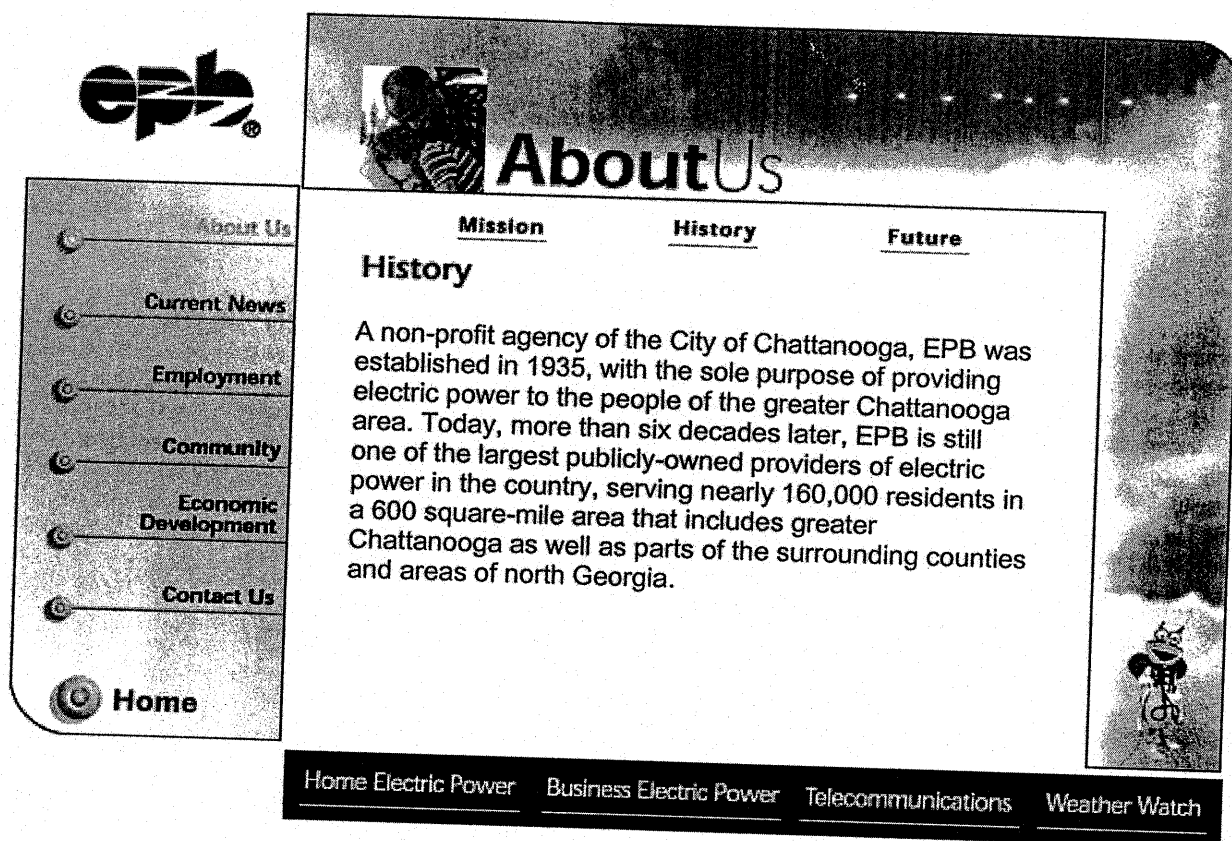 epb®
AboutUs
Mission History Future
About Us
Current News
Employment
Community
Economic
Development
Contact Us
Home
History
A non-profit agency of the City of Chattanooga, EPB was
established in 1935, with the sole purpose of providing
electric power to the people of the greater Chattanooga
area. Today, more than six decades later, EPB is still
one of the largest publicly-owned providers of electric
power in the country, serving nearly 160,000 residents in
a 600 square-mile area that includes greater
Chattanooga as well as parts of the surrounding counties
and areas of north Georgia.
Home Electric Power Business Electric Power Telecommunications Weather Watch